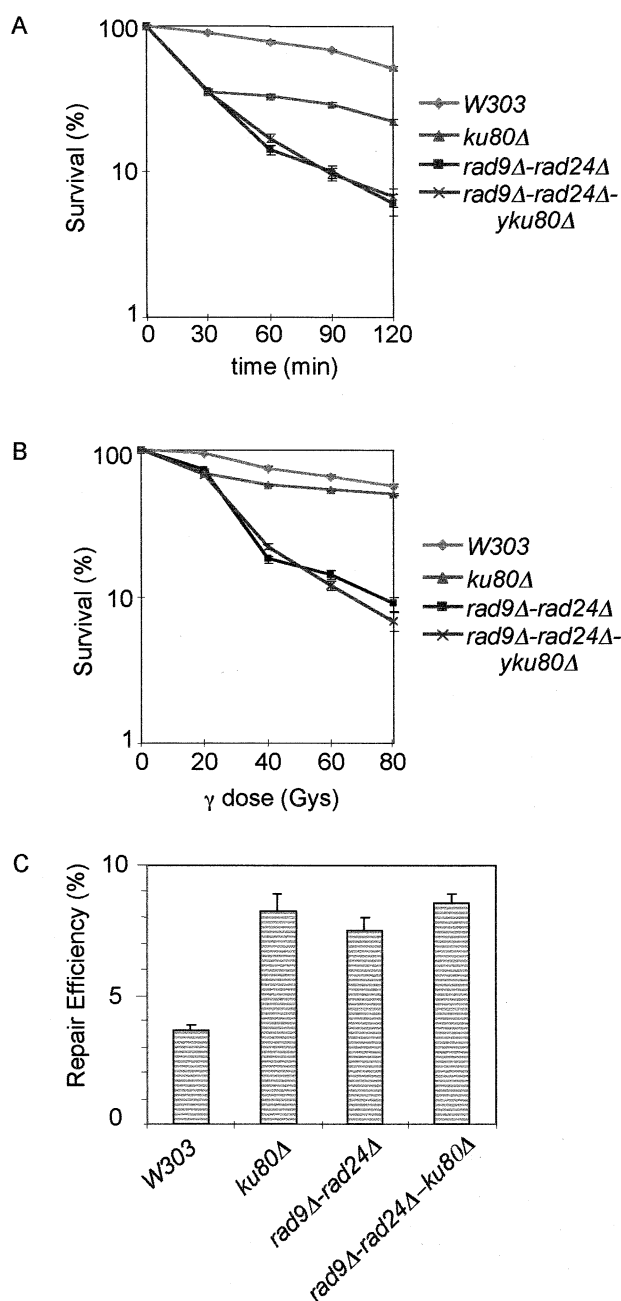 A
100
10
1
Survival (%)
0 30 60 90 120
time (min)
W303
ku80Δ
rad9Δ-rad24Δ
rad9Δ-rad24Δ-
yku80Δ
B
100
10
1
Survival (%)
0 20 40 60 80
γ dose (Gys)
W303
ku80Δ
rad9Δ-rad24Δ
rad9Δ-rad24Δ-
yku80Δ
C
10
5
0
Repair Efficiency (%)
W303
ku80Δ
rad9Δ-rad24Δ
rad9Δ-rad24Δ-ku80Δ